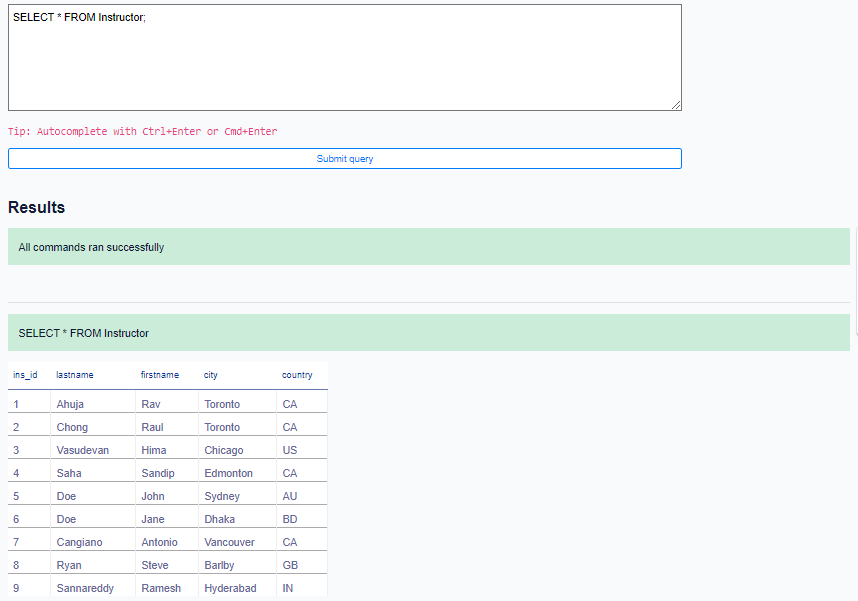 SELECT * FROM Instructor;
Tip: Autocomplete with Ctrl+Enter or Cmd+Enter
Submit query
Results
All commands ran successfully
SELECT * FROM Instructor
ins_id lastname firstname city country
1 Ahuja Rav Toronto CA
2 Chong Raul Toronto CA
3 Vasudevan Hima Chicago US
4 Saha Sandip Edmonton CA
5 Doe John Sydney AU
6 Doe Jane Dhaka BD
7 Cangiano Antonio Vancouver CA
8 Ryan Steve Barlby GB
9 Sannareddy Ramesh Hyderabad IN